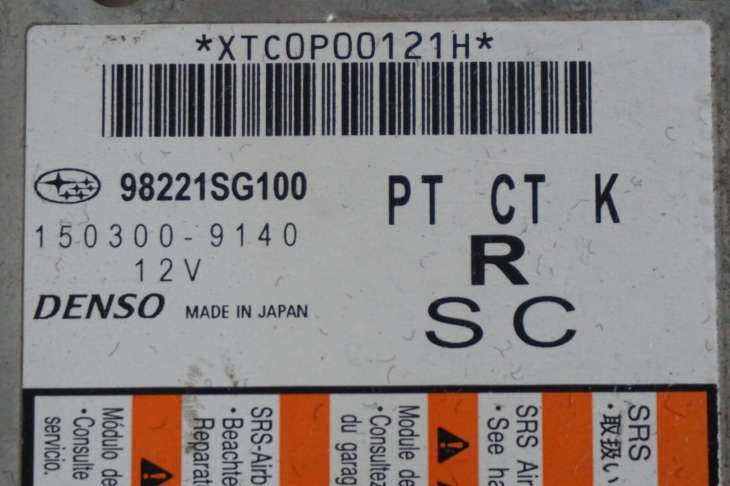 *XTC0P00121H*
98221SG100
PT CT K
150300-9140
R
12V
SC
DENSO MADE IN JAPAN
Módulo de
•Consulte
servicio.
SRS-Airb
•Beachte
Reparat
Module de
•Consultez
du garag
SRS Air
•See ha
SRS
•取扱い